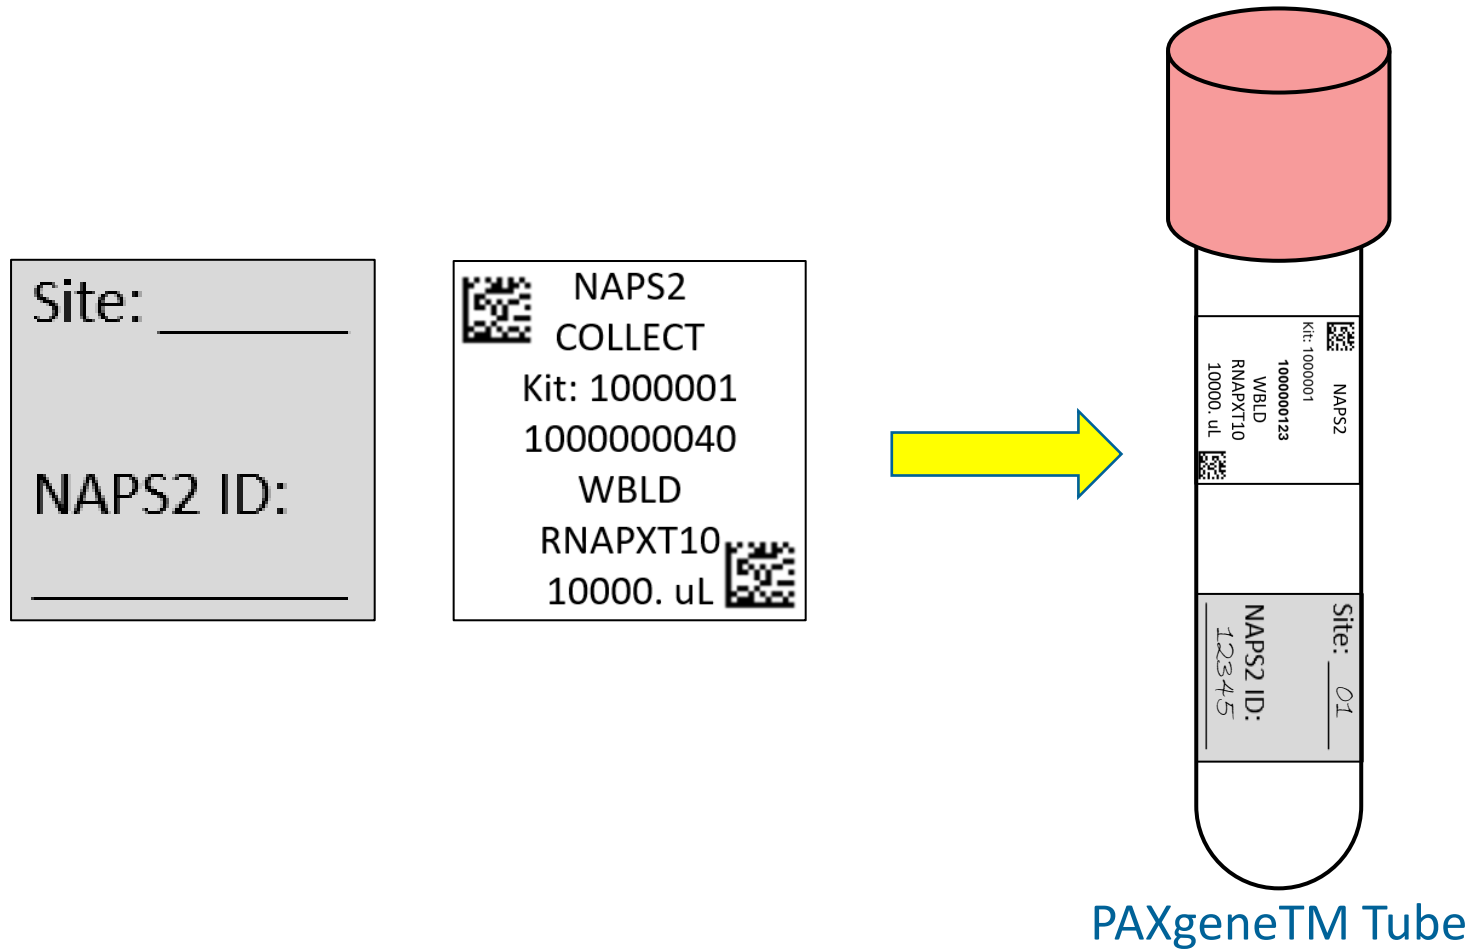 Site: ______
NAPS2 ID:
NAPS2
COLLECT
Kit: 1000001
1000000040
WBLD
RNAPXT10
10000. uL
NAPS2
Kit: 1000001
1000000123
WBLD
RNAPXT10
10000. uL
Site: 01
NAPS2 ID:
12345
PAXgeneTM Tube